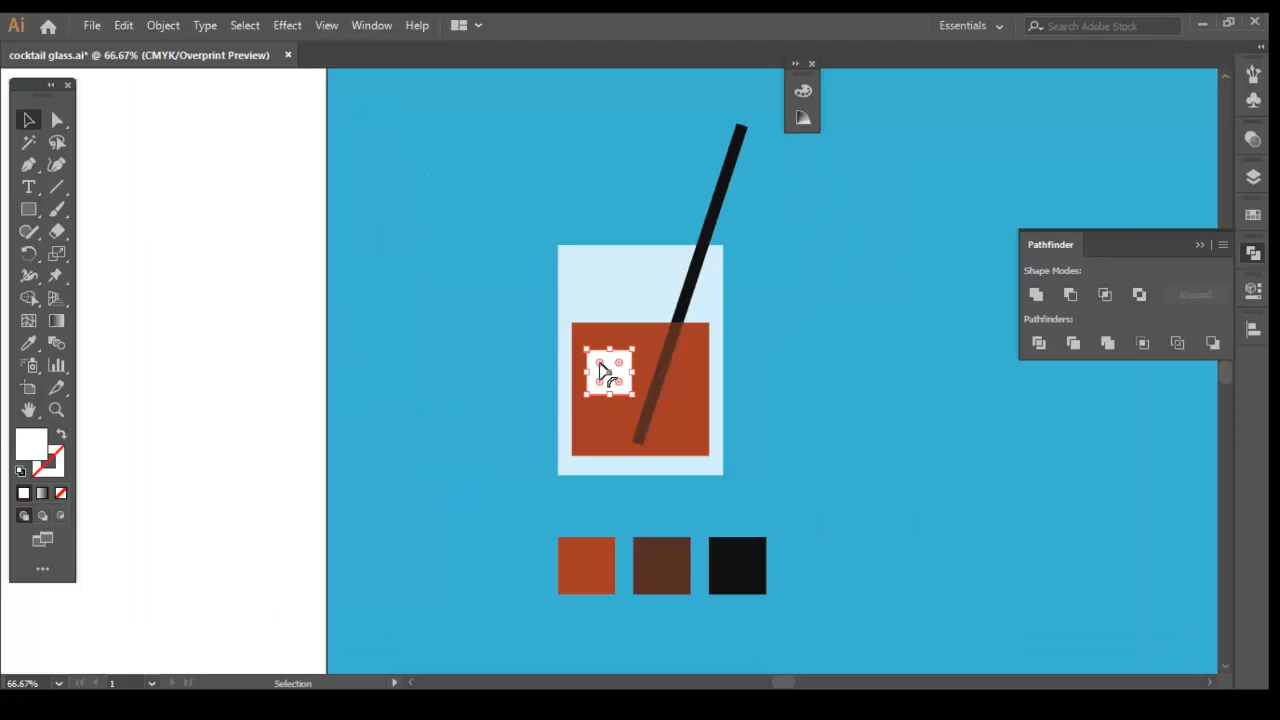 Ai File Edit Object Type Select Effect View Window Help Essentials Search Adobe Stock
cocktail glass.ai* @ 66.67% (CMYK/Overprint Preview)
Pathfinder
Shape Modes:
Expand
Pathfinders:
66.67% 1 Selection